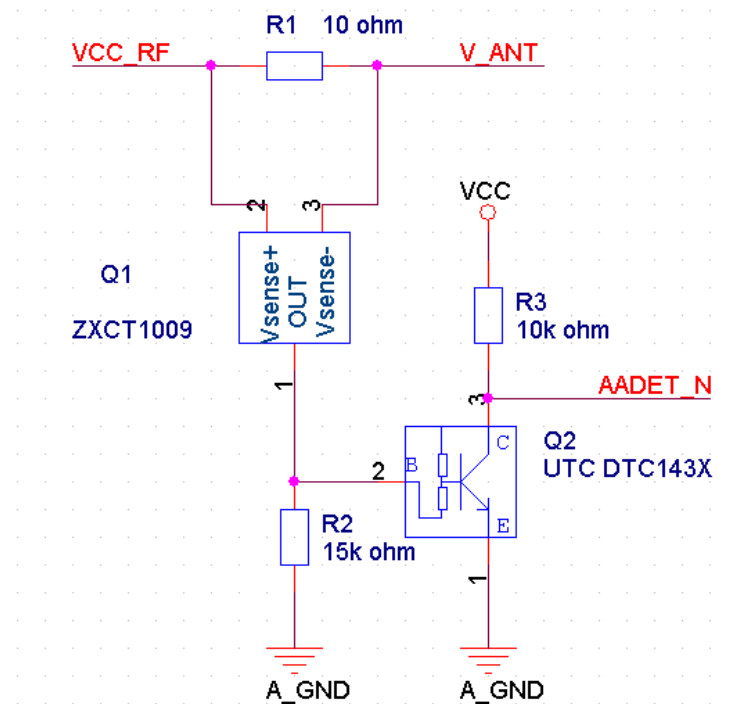 R1 10 ohm
VCC_RF
V_ANT
2
3
VCC
Vsense+
OUT
Vsense-
Q1
ZXCT1009
R3
10k ohm
1
AADET_N
3
Q2
UTC DTC143X
C
B
2
E
R2
15k ohm
1
A_GND
A_GND